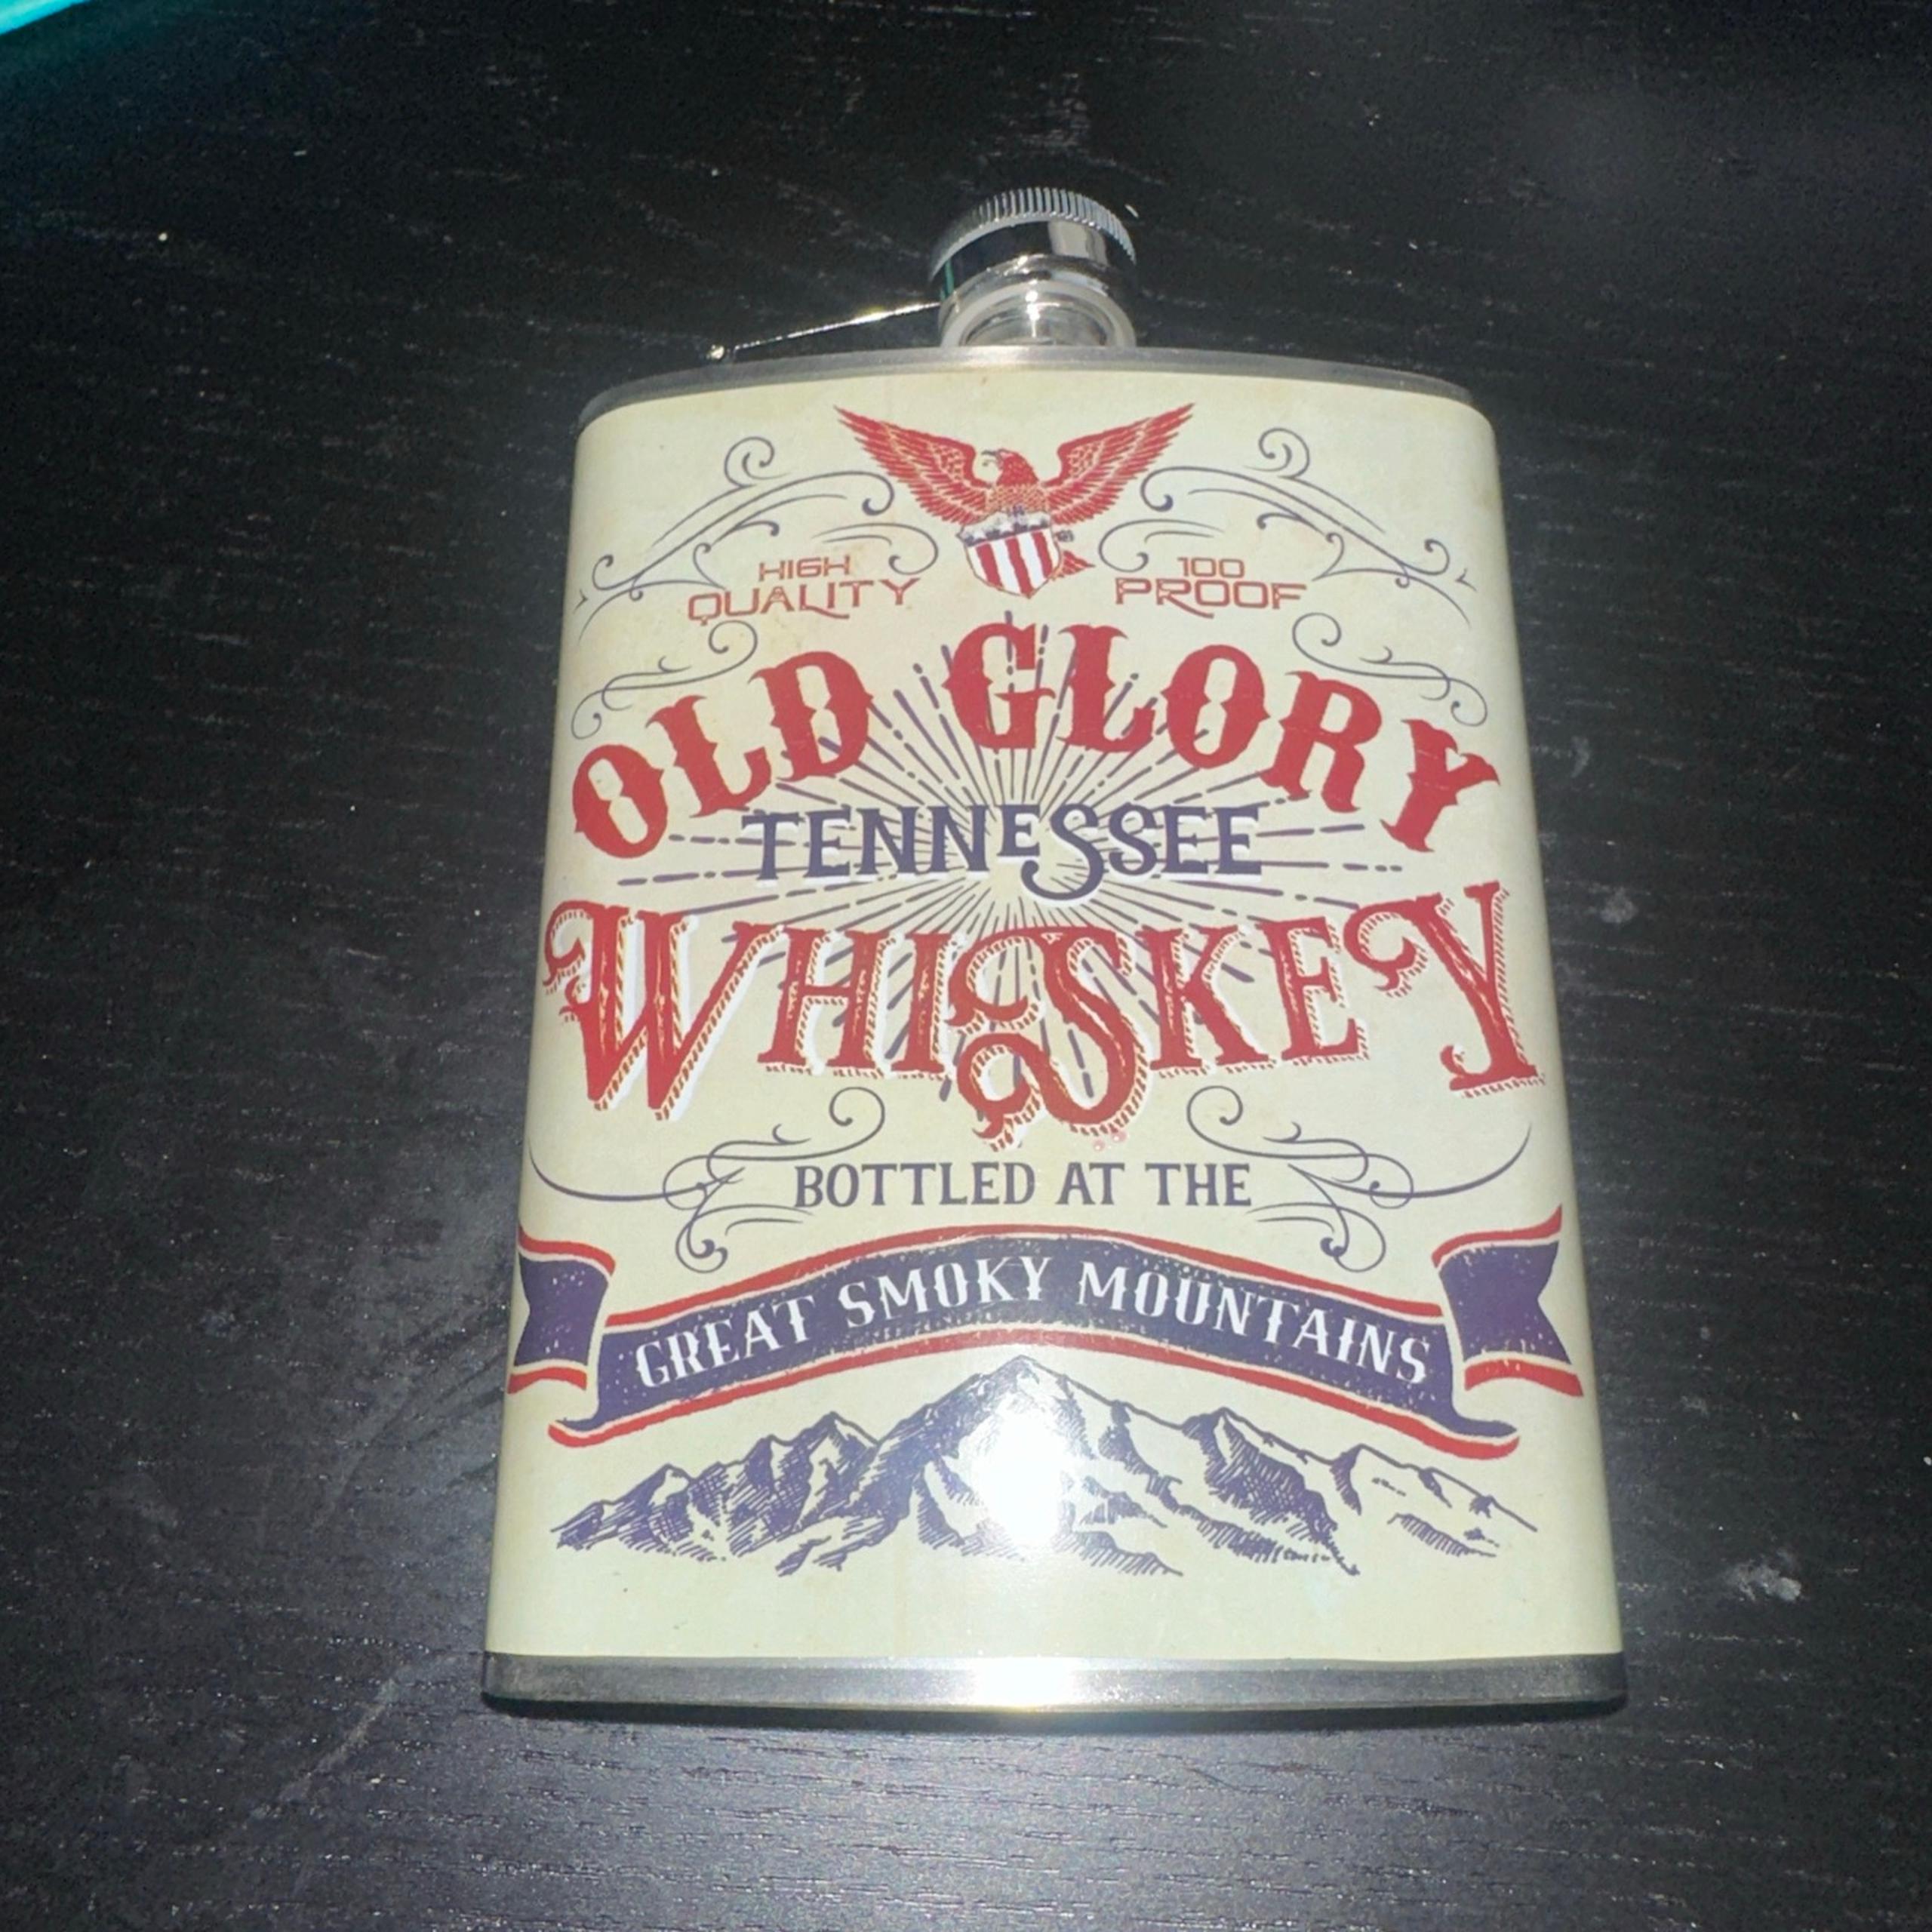 HIGH
QUALITY
100
PROOF
OLD GLORY
TENNESSEE
WHISKEY
BOTTLED AT THE
GREAT SMOKY MOUNTAINS